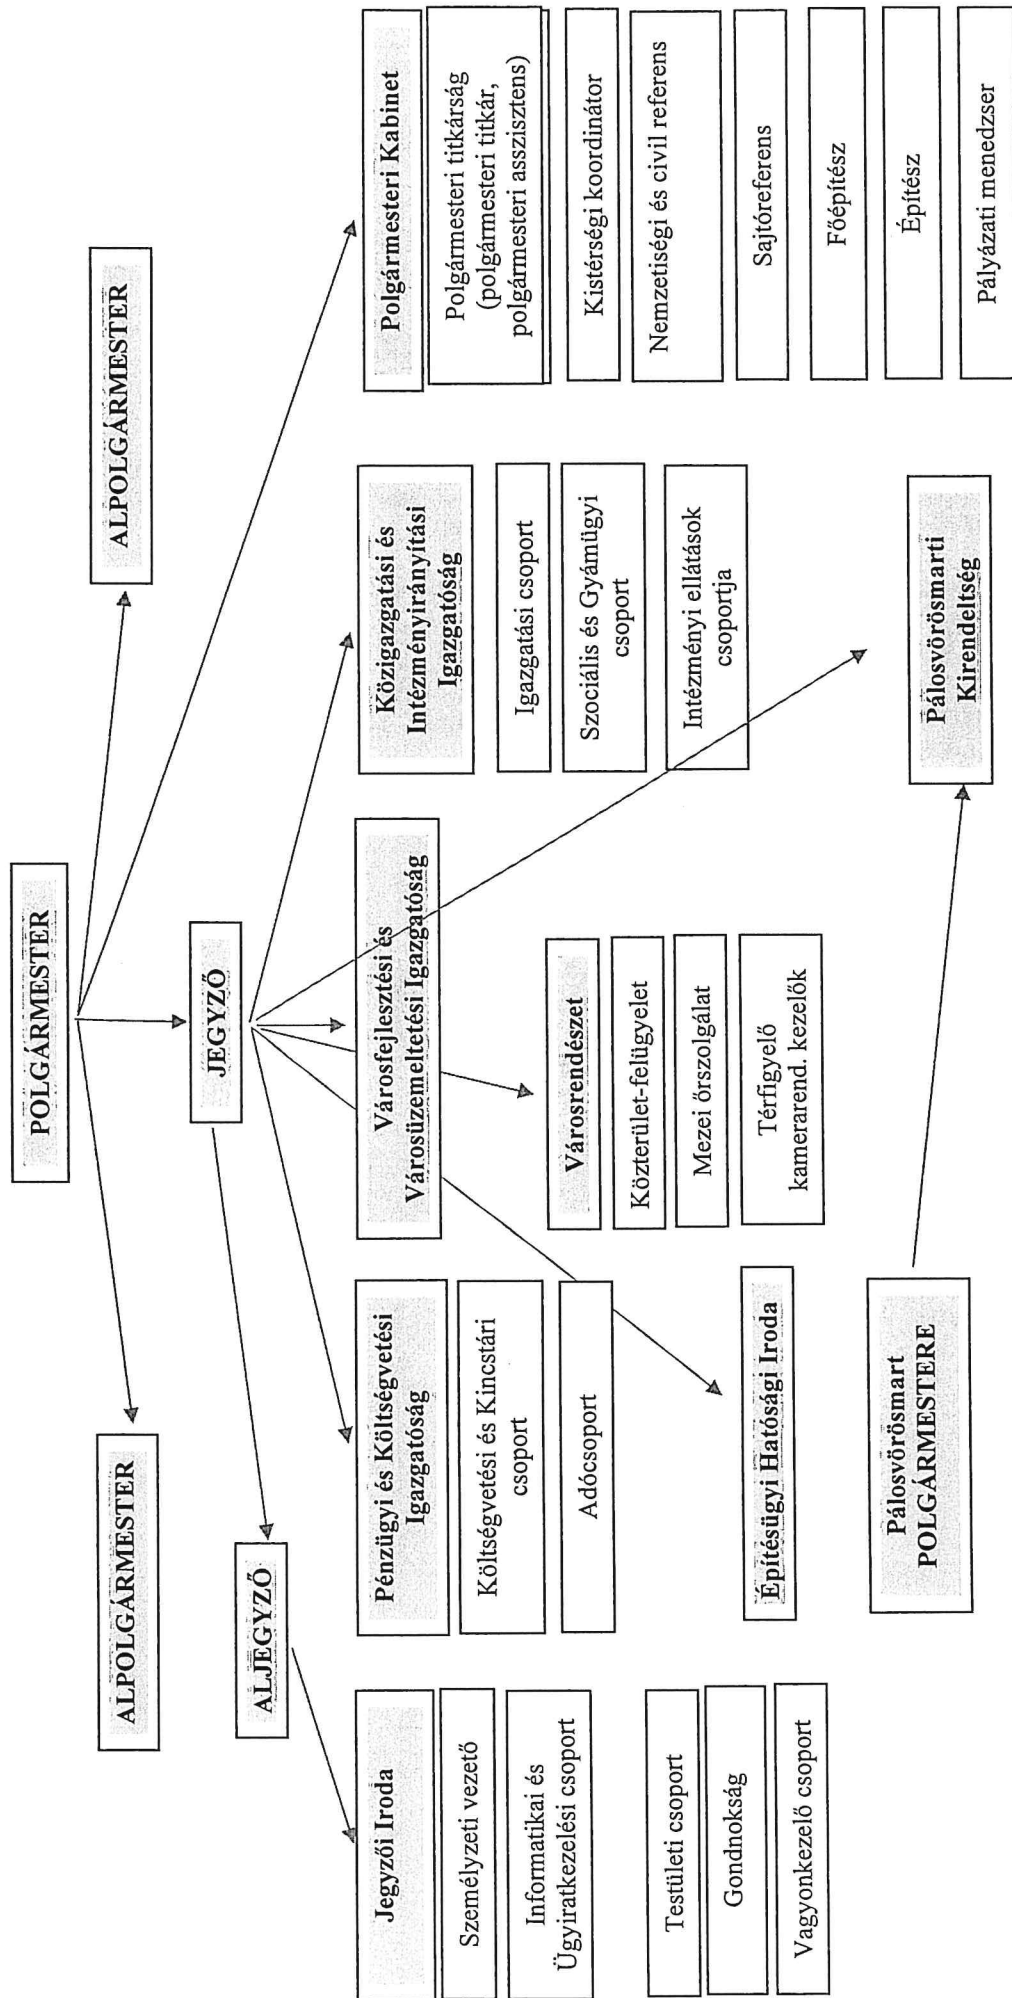 POLGÁRMESTER
ALPOLGÁRMESTER
ALPOLGÁRMESTER
JEGYZŐ
ALJEGYZŐ
Jegyzői Iroda
Személyzeti vezető
Informatikai és
Ügyiratkezelési csoport
Testületi csoport
Gondnokság
Vagyonkezelő csoport
Pénzügyi és Költségvetési
Igazgatóság
Költségvetési és Kincstári
csoport
Adócsoport
Városfejlesztési és
Városüzemeltetési Igazgatóság
Közigazgatási és
Intézményirányítási
Igazgatóság
Igazgatási csoport
Szociális és Gyámügyi
csoport
Intézményi ellátások
csoportja
Polgármesteri Kabinet
Polgármesteri titkárság
(polgármesteri titkár,
polgármesteri asszisztens)
Kistérségi koordinátor
Nemzetiségi és civil referens
Sajtóreferens
Főépítész
Építész
Pályázati menedzser
Városrendészet
Közterület-felügyelet
Mezei őrszolgálat
Térfigyelő
kamerarend. kezelők
Építésügyi Hatósági Iroda
Pálosvörösmart
POLGÁRMESTERE
Pálosvörösmarti
Kirendeltség